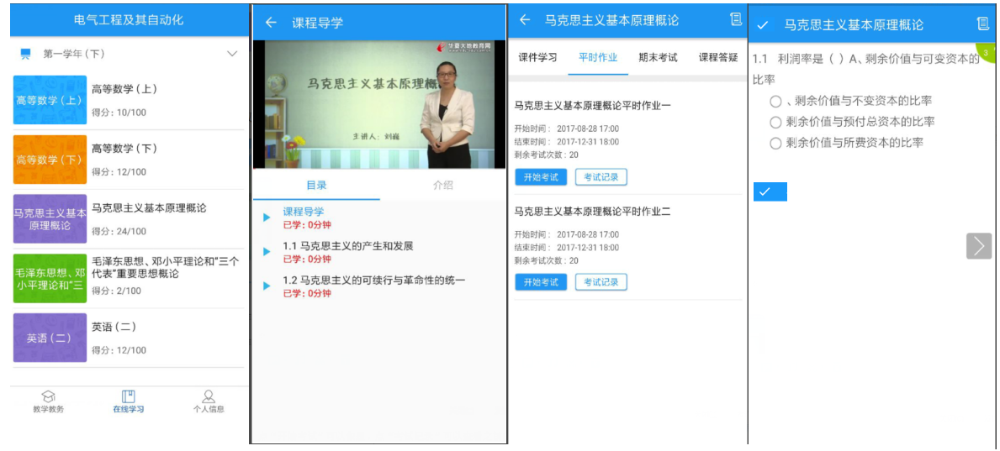 电气工程及其自动化
第一学年(下)
高等数学(上)
高等数学(上)
得分: 10/100
高等数学(下)
高等数学(下)
得分: 12/100
马克思主义基本
原理概论
马克思主义基本原理概论
得分: 24/100
毛泽东思想、邓
小平理论和"三
毛泽东思想、邓小平理论和"三个
代表"重要思想概论
得分: 2/100
英语(二)
英语(二)
得分: 12/100
教学教务
在线学习
个人信息
课程导学
华夏大地教育网
马克思主义基本原理概
主讲人: 刘巍
目录
介绍
课程导学
已学: 0分钟
1.1 马克思主义的产生和发展
已学: 0分钟
1.2 马克思主义的可续行与革命性的统一
已学: 0分钟
马克思主义基本原理概论
课件学习
平时作业
期末考试
课程答疑
马克思主义基本原理概论平时作业一
开始时间: 2017-08-28 17:00
结束时间: 2017-12-31 18:00
剩余考试次数: 20
开始考试
考试记录
马克思主义基本原理概论平时作业二
开始时间: 2017-08-28 17:00
结束时间: 2017-12-31 18:00
剩余考试次数: 20
开始考试
考试记录
马克思主义基本原理概论
3
1.1 利润率是( )A、剩余价值与可变资本的
比率
、剩余价值与不变资本的比率
剩余价值与预付总资本的比率
剩余价值与所费资本的比率